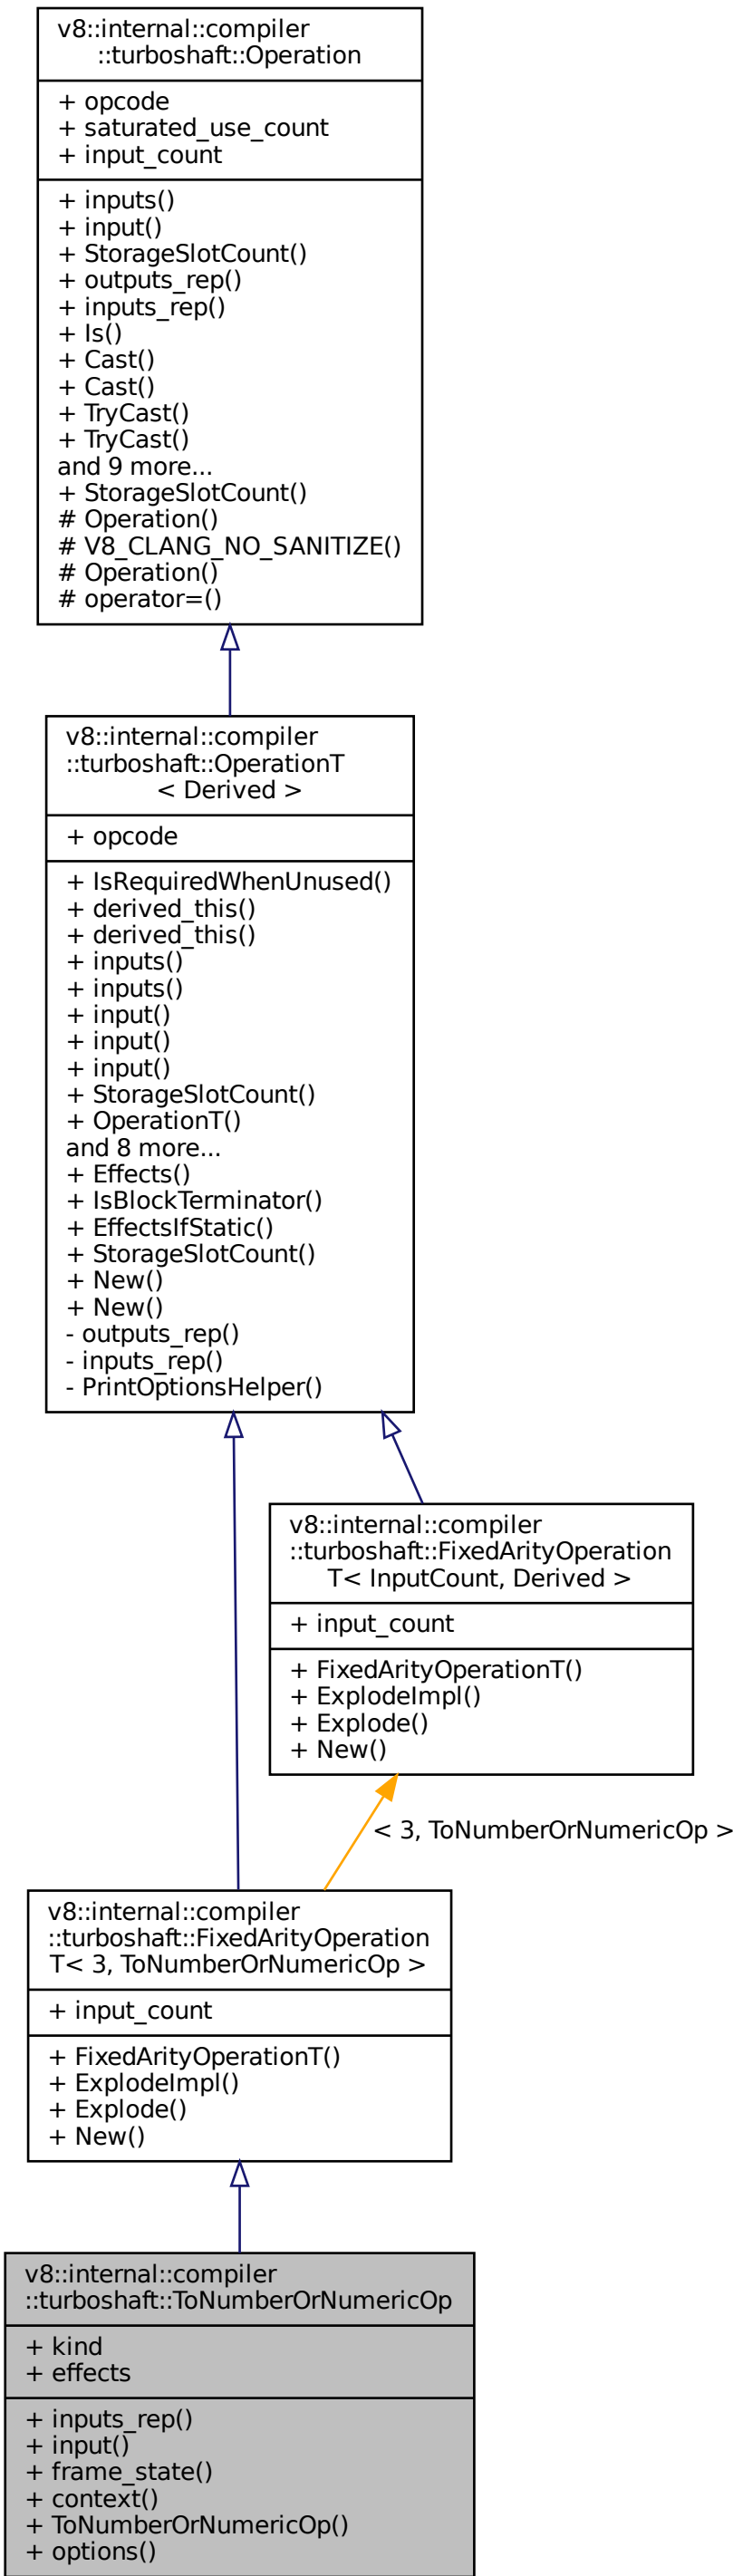 v8::internal::compiler
::turboshaft::Operation
+ opcode
+ saturated_use_count
+ input_count
+ inputs()
+ input()
+ StorageSlotCount()
+ outputs_rep()
+ inputs_rep()
+ Is()
+ Cast()
+ Cast()
+ TryCast()
+ TryCast()
and 9 more...
+ StorageSlotCount()
# Operation()
# V8_CLANG_NO_SANITIZE()
# Operation()
# operator=()
v8::internal::compiler
::turboshaft::OperationT
< Derived >
+ opcode
+ IsRequiredWhenUnused()
+ derived_this()
+ derived_this()
+ inputs()
+ inputs()
+ input()
+ input()
+ input()
+ StorageSlotCount()
+ OperationT()
and 8 more...
+ Effects()
+ IsBlockTerminator()
+ EffectsIfStatic()
+ StorageSlotCount()
+ New()
+ New()
- outputs_rep()
- inputs_rep()
- PrintOptionsHelper()
v8::internal::compiler
::turboshaft::FixedArityOperation
T< InputCount, Derived >
+ input_count
+ FixedArityOperationT()
+ ExplodeImpl()
+ Explode()
+ New()
< 3, ToNumberOrNumericOp >
v8::internal::compiler
::turboshaft::FixedArityOperation
T< 3, ToNumberOrNumericOp >
+ input_count
+ FixedArityOperationT()
+ ExplodeImpl()
+ Explode()
+ New()
v8::internal::compiler
::turboshaft::ToNumberOrNumericOp
+ kind
+ effects
+ inputs_rep()
+ input()
+ frame_state()
+ context()
+ ToNumberOrNumericOp()
+ options()